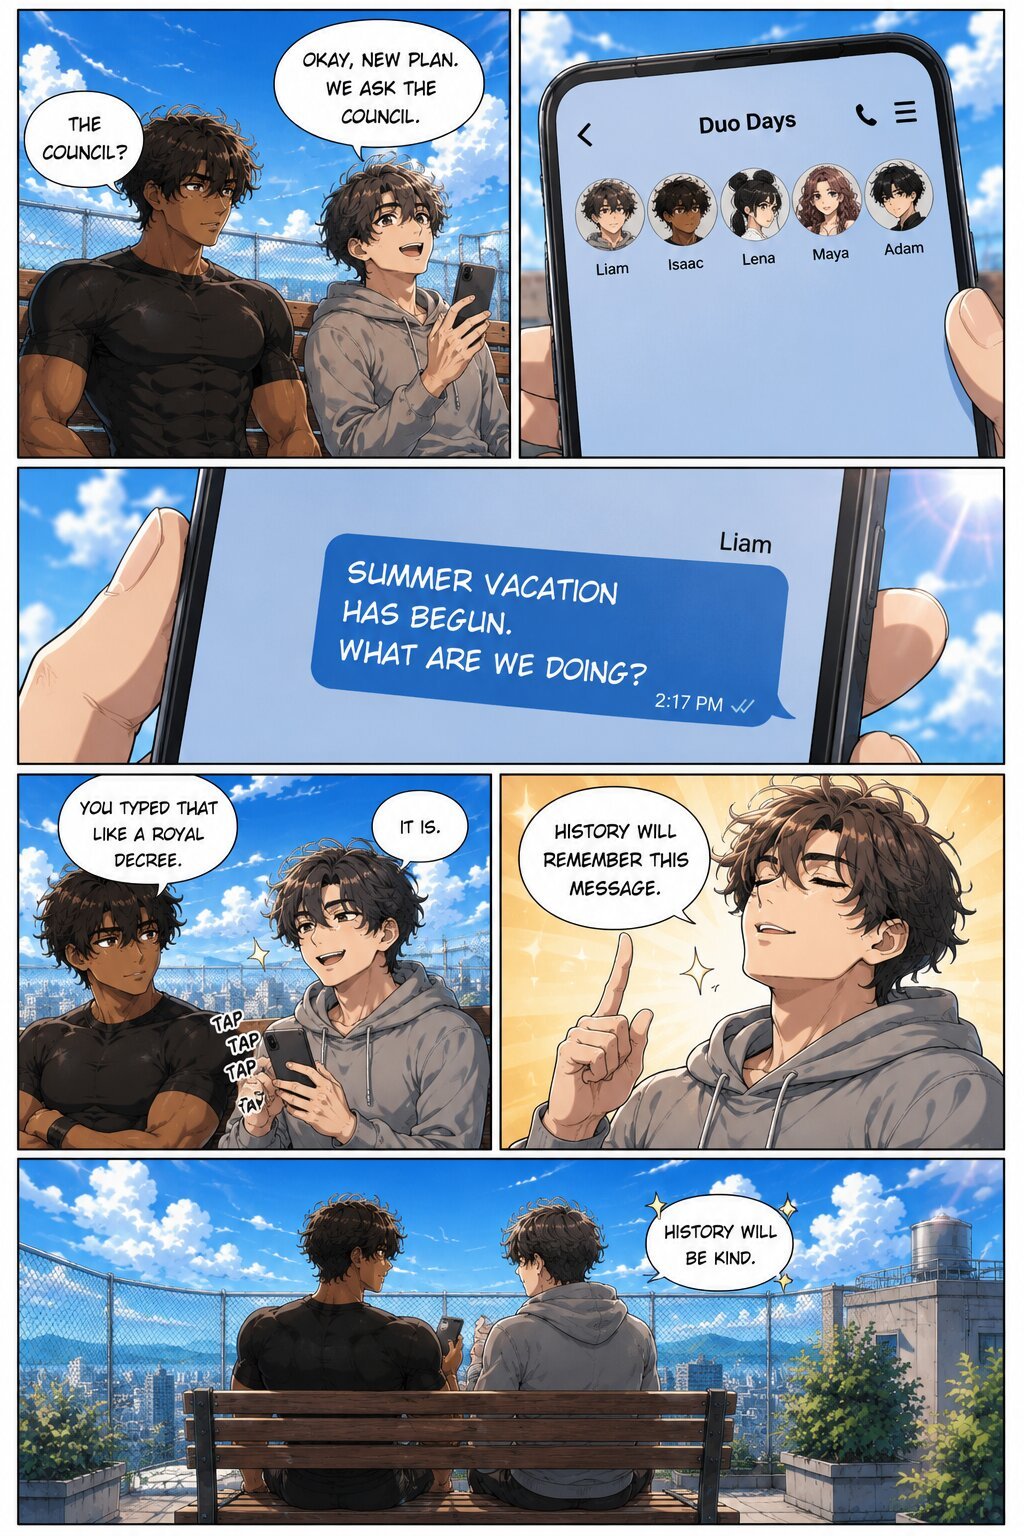 OKAY, NEW PLAN.
WE ASK THE
COUNCIL.
THE
COUNCIL?
Duo Days
Liam
Isaac
Lena
Maya
Adam
Liam
SUMMER VACATION
HAS BEGUN.
WHAT ARE WE DOING?
2:17 PM
YOU TYPED THAT
LIKE A ROYAL
DECREE.
IT IS.
TAP
TAP
TAP
TAP
HISTORY WILL
REMEMBER THIS
MESSAGE.
HISTORY WILL
BE KIND.